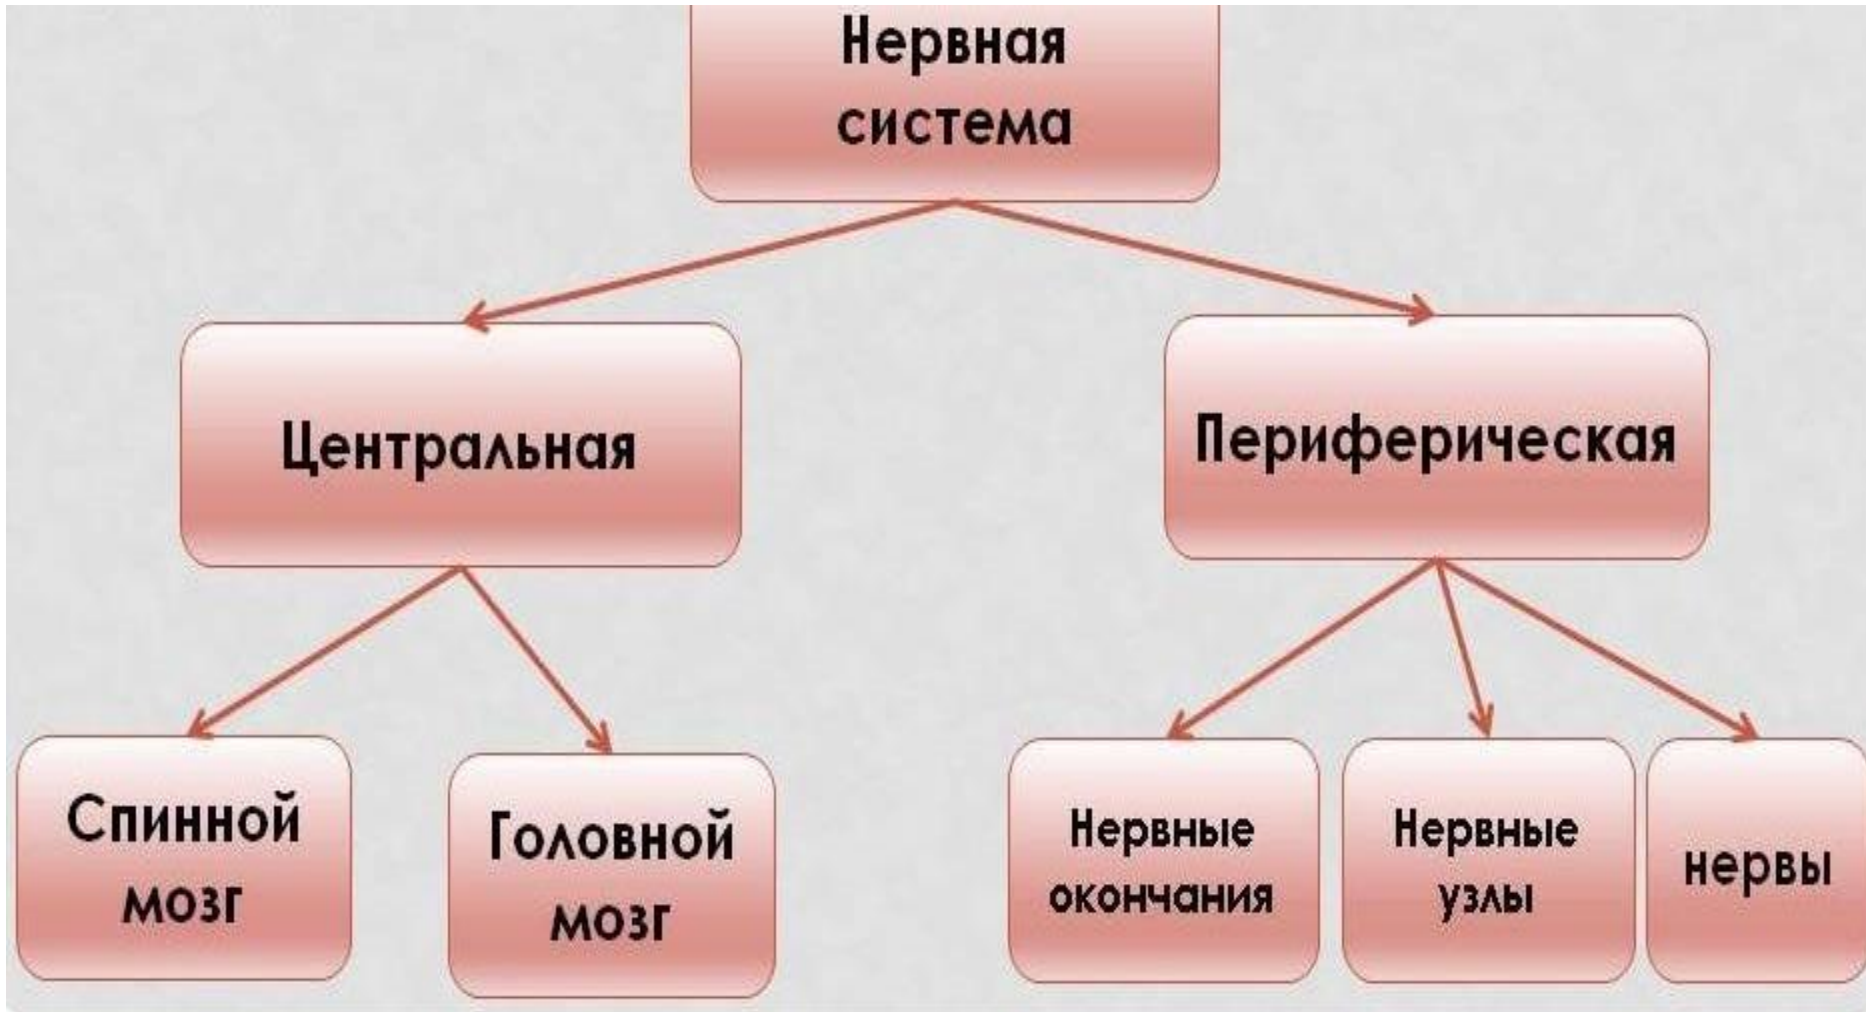 Нервная
система
Центральная
Периферическая
Спинной
мозг
Головной
мозг
Нервные
окончания
Нервные
узлы
нервы